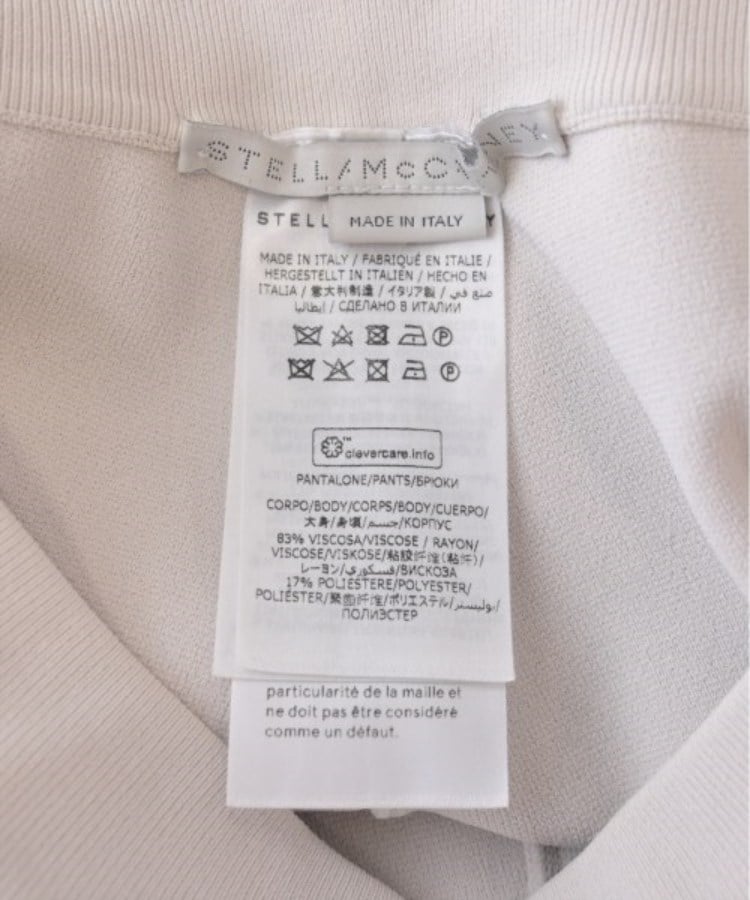 STELLA McCARTNEY
STELL
MADE IN ITALY
Y
MADE IN ITALY / FABRIQUÉ EN ITALIE /
HERGESTELLT IN ITALIEN / HECHO EN
ITALIA / 意大利制造 / イタリア製 / صنع في
إيطاليا / СДЕЛАНО В ИТАЛИИ
P
P
clevercare.info
PANTALONE/PANTS/БРЮКИ
CORPO/BODY/CORPS/BODY/CUERPO/
大身/身頃/جسم/КОРПУС
83% VISCOSA/VISCOSE / RAYON/
VISCOSE/VISKOSE/粘胶纤维(粘纤)/
レーヨン/فسكوزي/ВИСКОЗА
17% POLIESTERE/POLYESTER/
POLIÉSTER/聚酯纤维/ポリエステル/بوليستر/
ПОЛИЭСТЕР
particularité de la maille et
ne doit pas être considéré
comme un défaut.